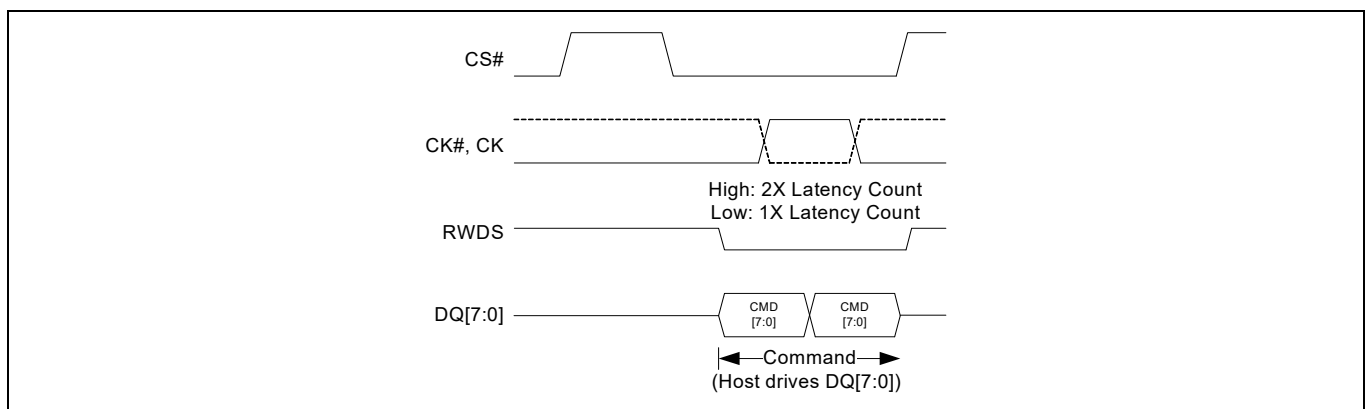 CS#
CK#, CK
High: 2X Latency Count
Low: 1X Latency Count
RWDS
DQ[7:0]
CMD
[7:0]
CMD
[7:0]
Command
(Host drives DQ[7:0])